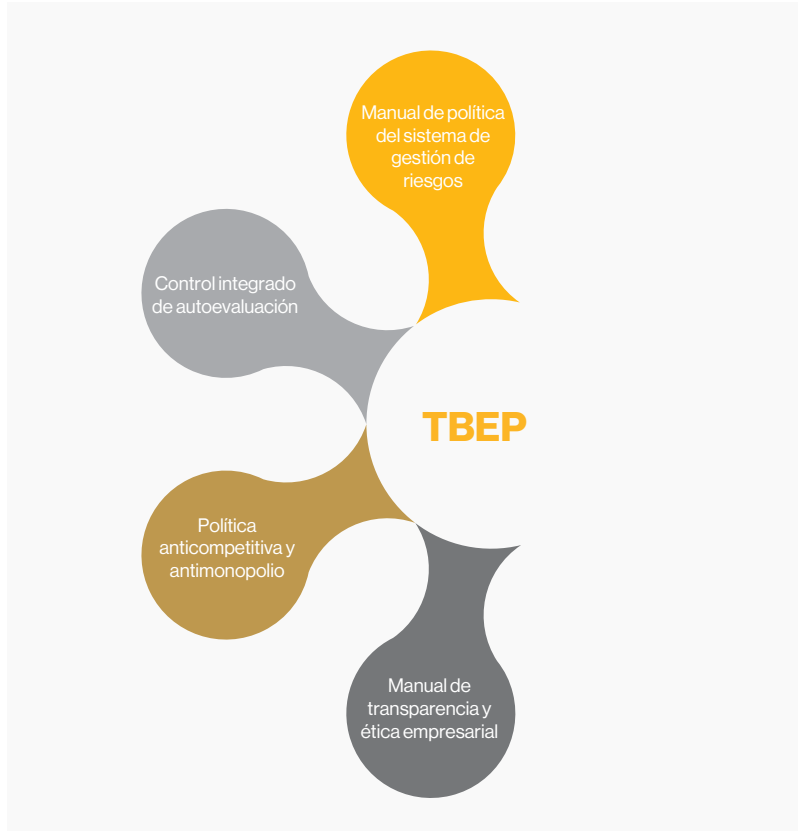 Manual de política
del sistema de
gestión de
riesgos
Control integrado
de autoevaluación
TBEP
Política
anticompetitiva y
antimonopolio
Manual de
transparencia y
ética empresarial